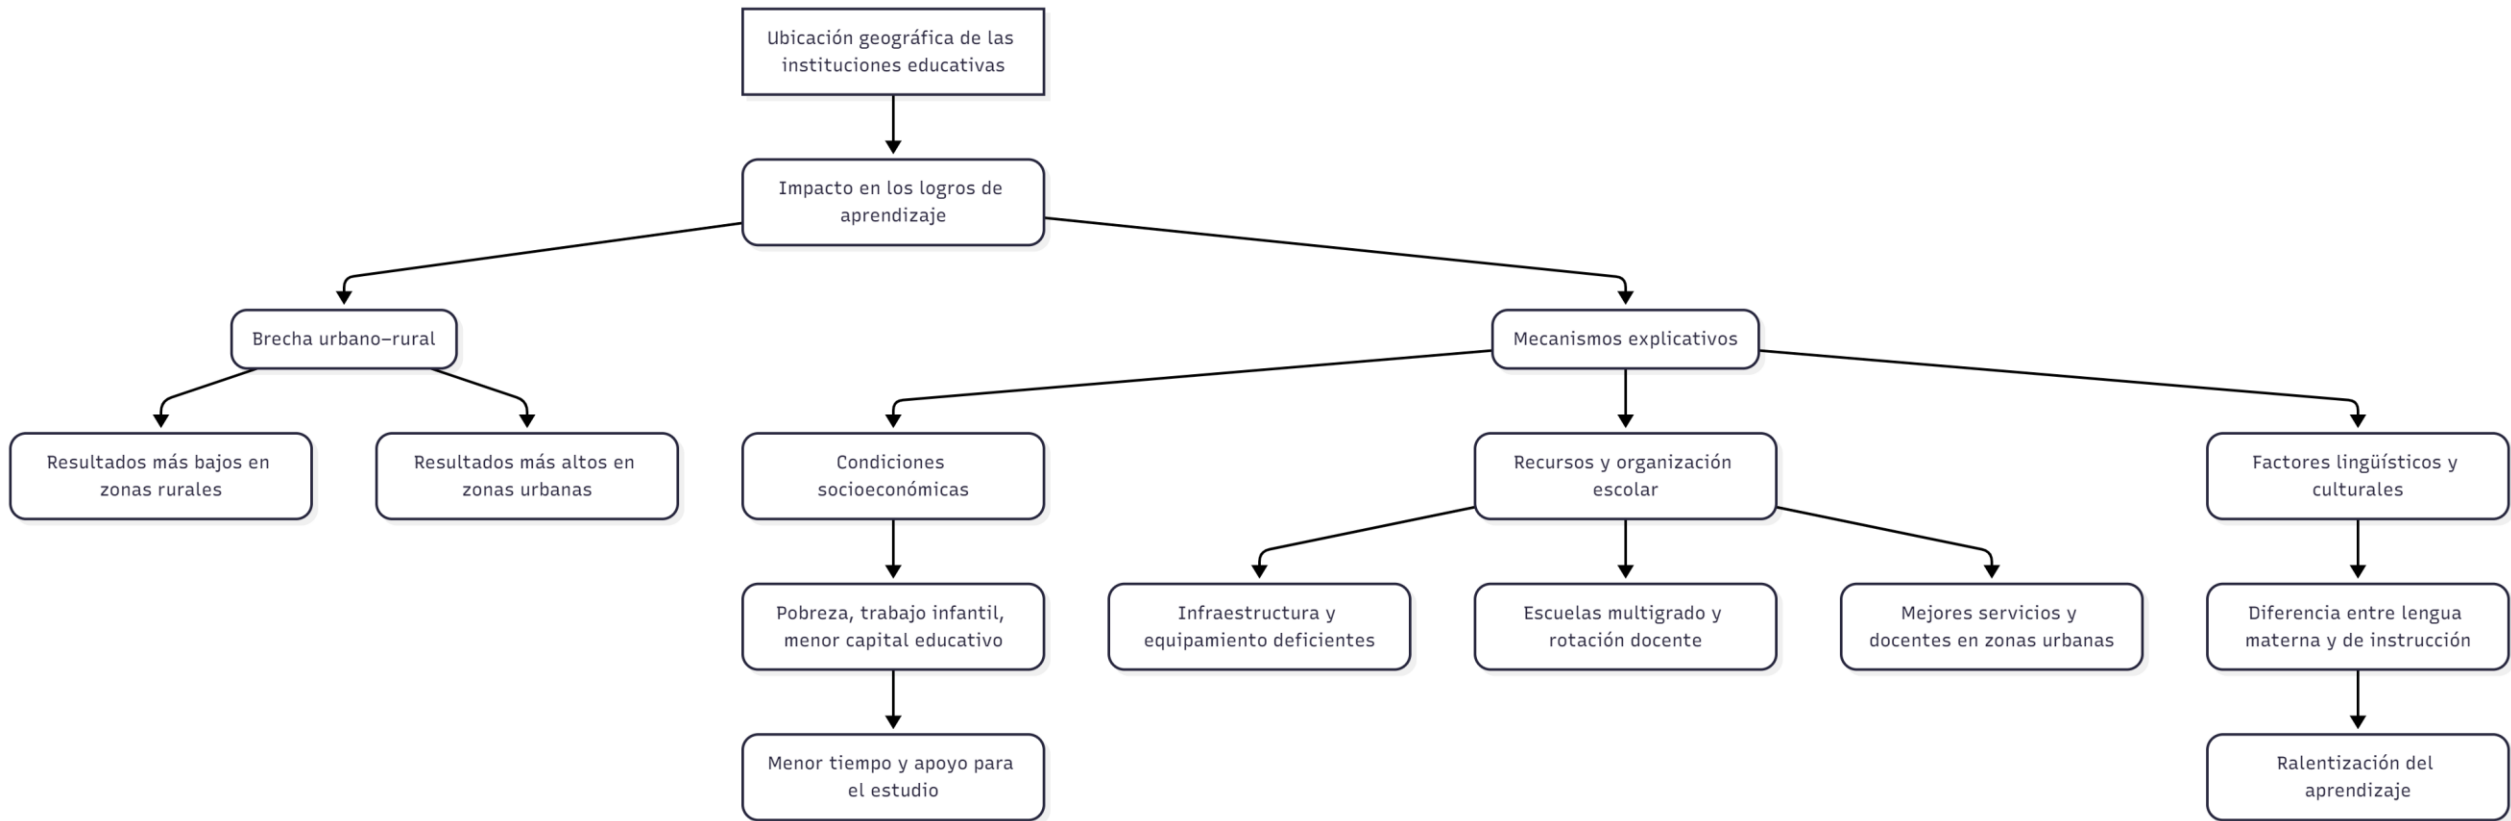 Ubicación geográfica de las
instituciones educativas
Impacto en los logros de
aprendizaje
Brecha urbano–rural
Mecanismos explicativos
Resultados más bajos en
zonas rurales
Resultados más altos en
zonas urbanas
Condiciones
socioeconómicas
Recursos y organización
escolar
Factores lingüísticos y
culturales
Pobreza, trabajo infantil,
menor capital educativo
Infraestructura y
equipamiento deficientes
Escuelas multigrado y
rotación docente
Mejores servicios y
docentes en zonas urbanas
Diferencia entre lengua
materna y de instrucción
Menor tiempo y apoyo para
el estudio
Ralentización del
aprendizaje